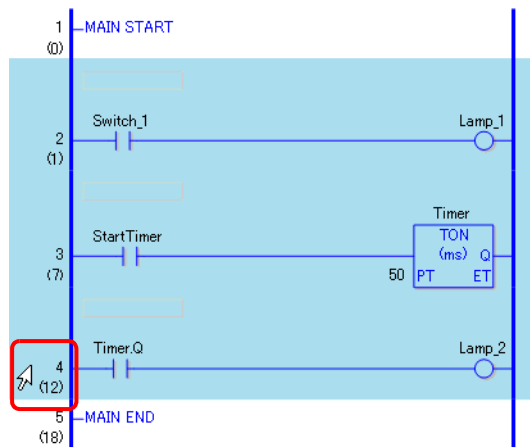 1 MAIN START
(0)
Switch_1 Lamp_1
2
(1)
Timer
StartTimer TON
3 (ms) Q
(7) 50 PT ET
Timer.Q Lamp_2
4
(12)
5 MAIN END
(18)